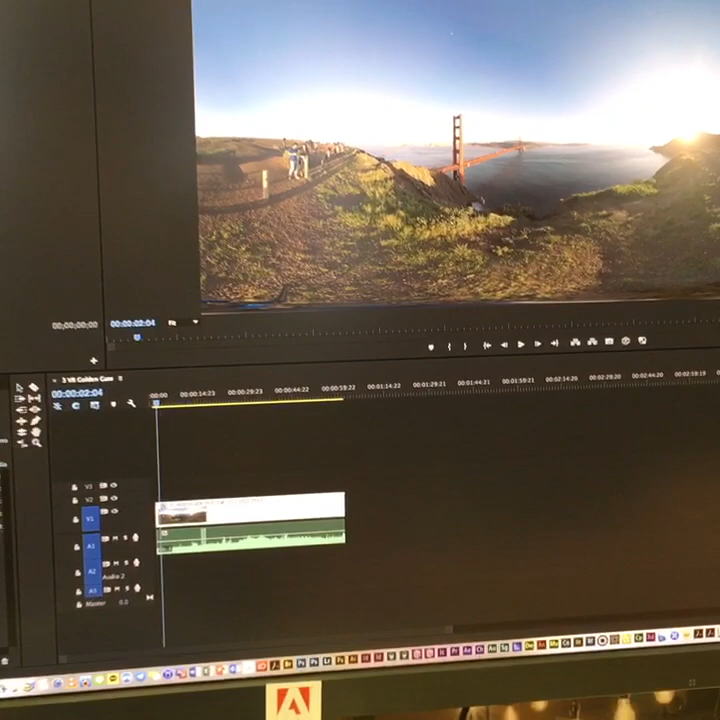 00;00;00;00
00:00:02:04
Fit
× 3 VR Golden Gate
00:00:02:04
:00:00 00:00:14:23 00:00:29:23 00:00:44:22 00:00:59:22 00:01:14:22 00:01:29:21 00:01:44:21 00:01:59:21 00:02:14:20 00:02:29:20 00:02:44:20 00:02:59:19
V3
V2
V1
A1 M S
A2 M S
Audio 2
A3 M S
Master 0.0